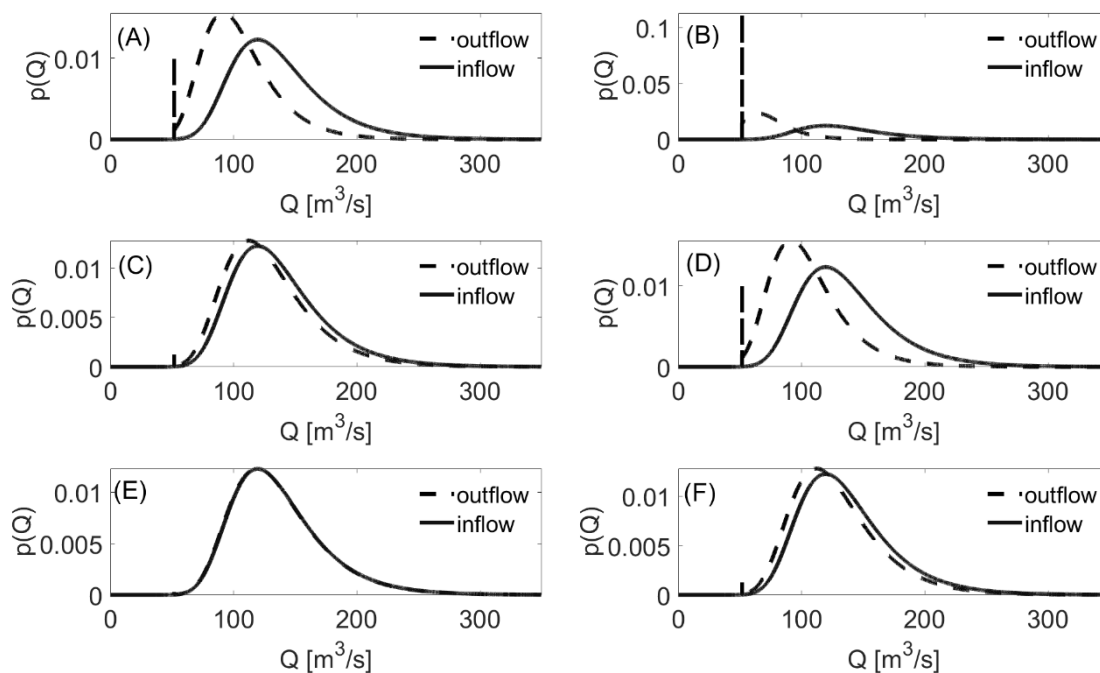 (A)
outflow
inflow
0.01
0
p(Q)
0 100 200 300
Q [m³/s]
(B)
outflow
inflow
0.1
0.05
0
p(Q)
0 100 200 300
Q [m³/s]
(C)
outflow
inflow
0.01
0.005
0
p(Q)
0 100 200 300
Q [m³/s]
(D)
outflow
inflow
0.01
0
p(Q)
0 100 200 300
Q [m³/s]
(E)
outflow
inflow
0.01
0.005
0
p(Q)
0 100 200 300
Q [m³/s]
(F)
outflow
inflow
0.01
0.005
0
p(Q)
0 100 200 300
Q [m³/s]